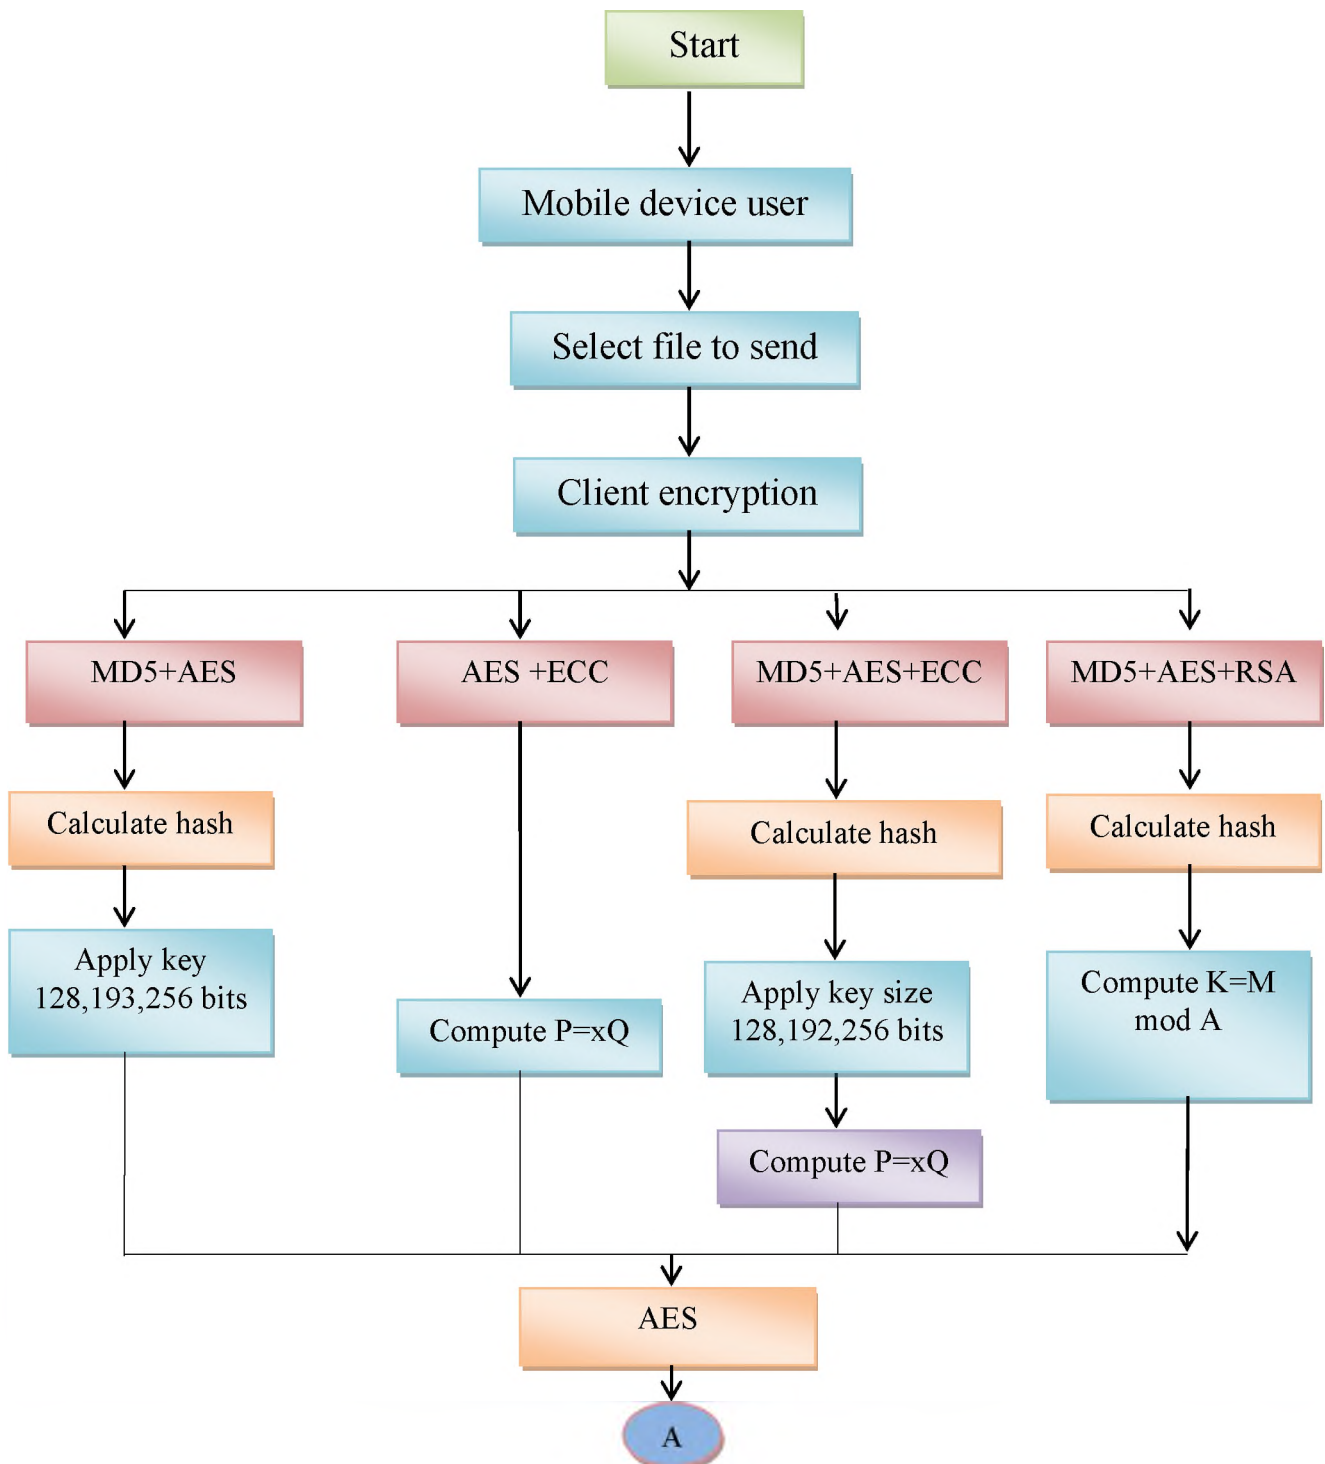 Start
Mobile device user
Select file to send
Client encryption
MD5+AES
AES +ECC
MD5+AES+ECC
MD5+AES+RSA
Calculate hash
Calculate hash
Calculate hash
Apply key
128,193,256 bits
Compute P=xQ
Apply key size
128,192,256 bits
Compute K=M
mod A
Compute P=xQ
AES
A